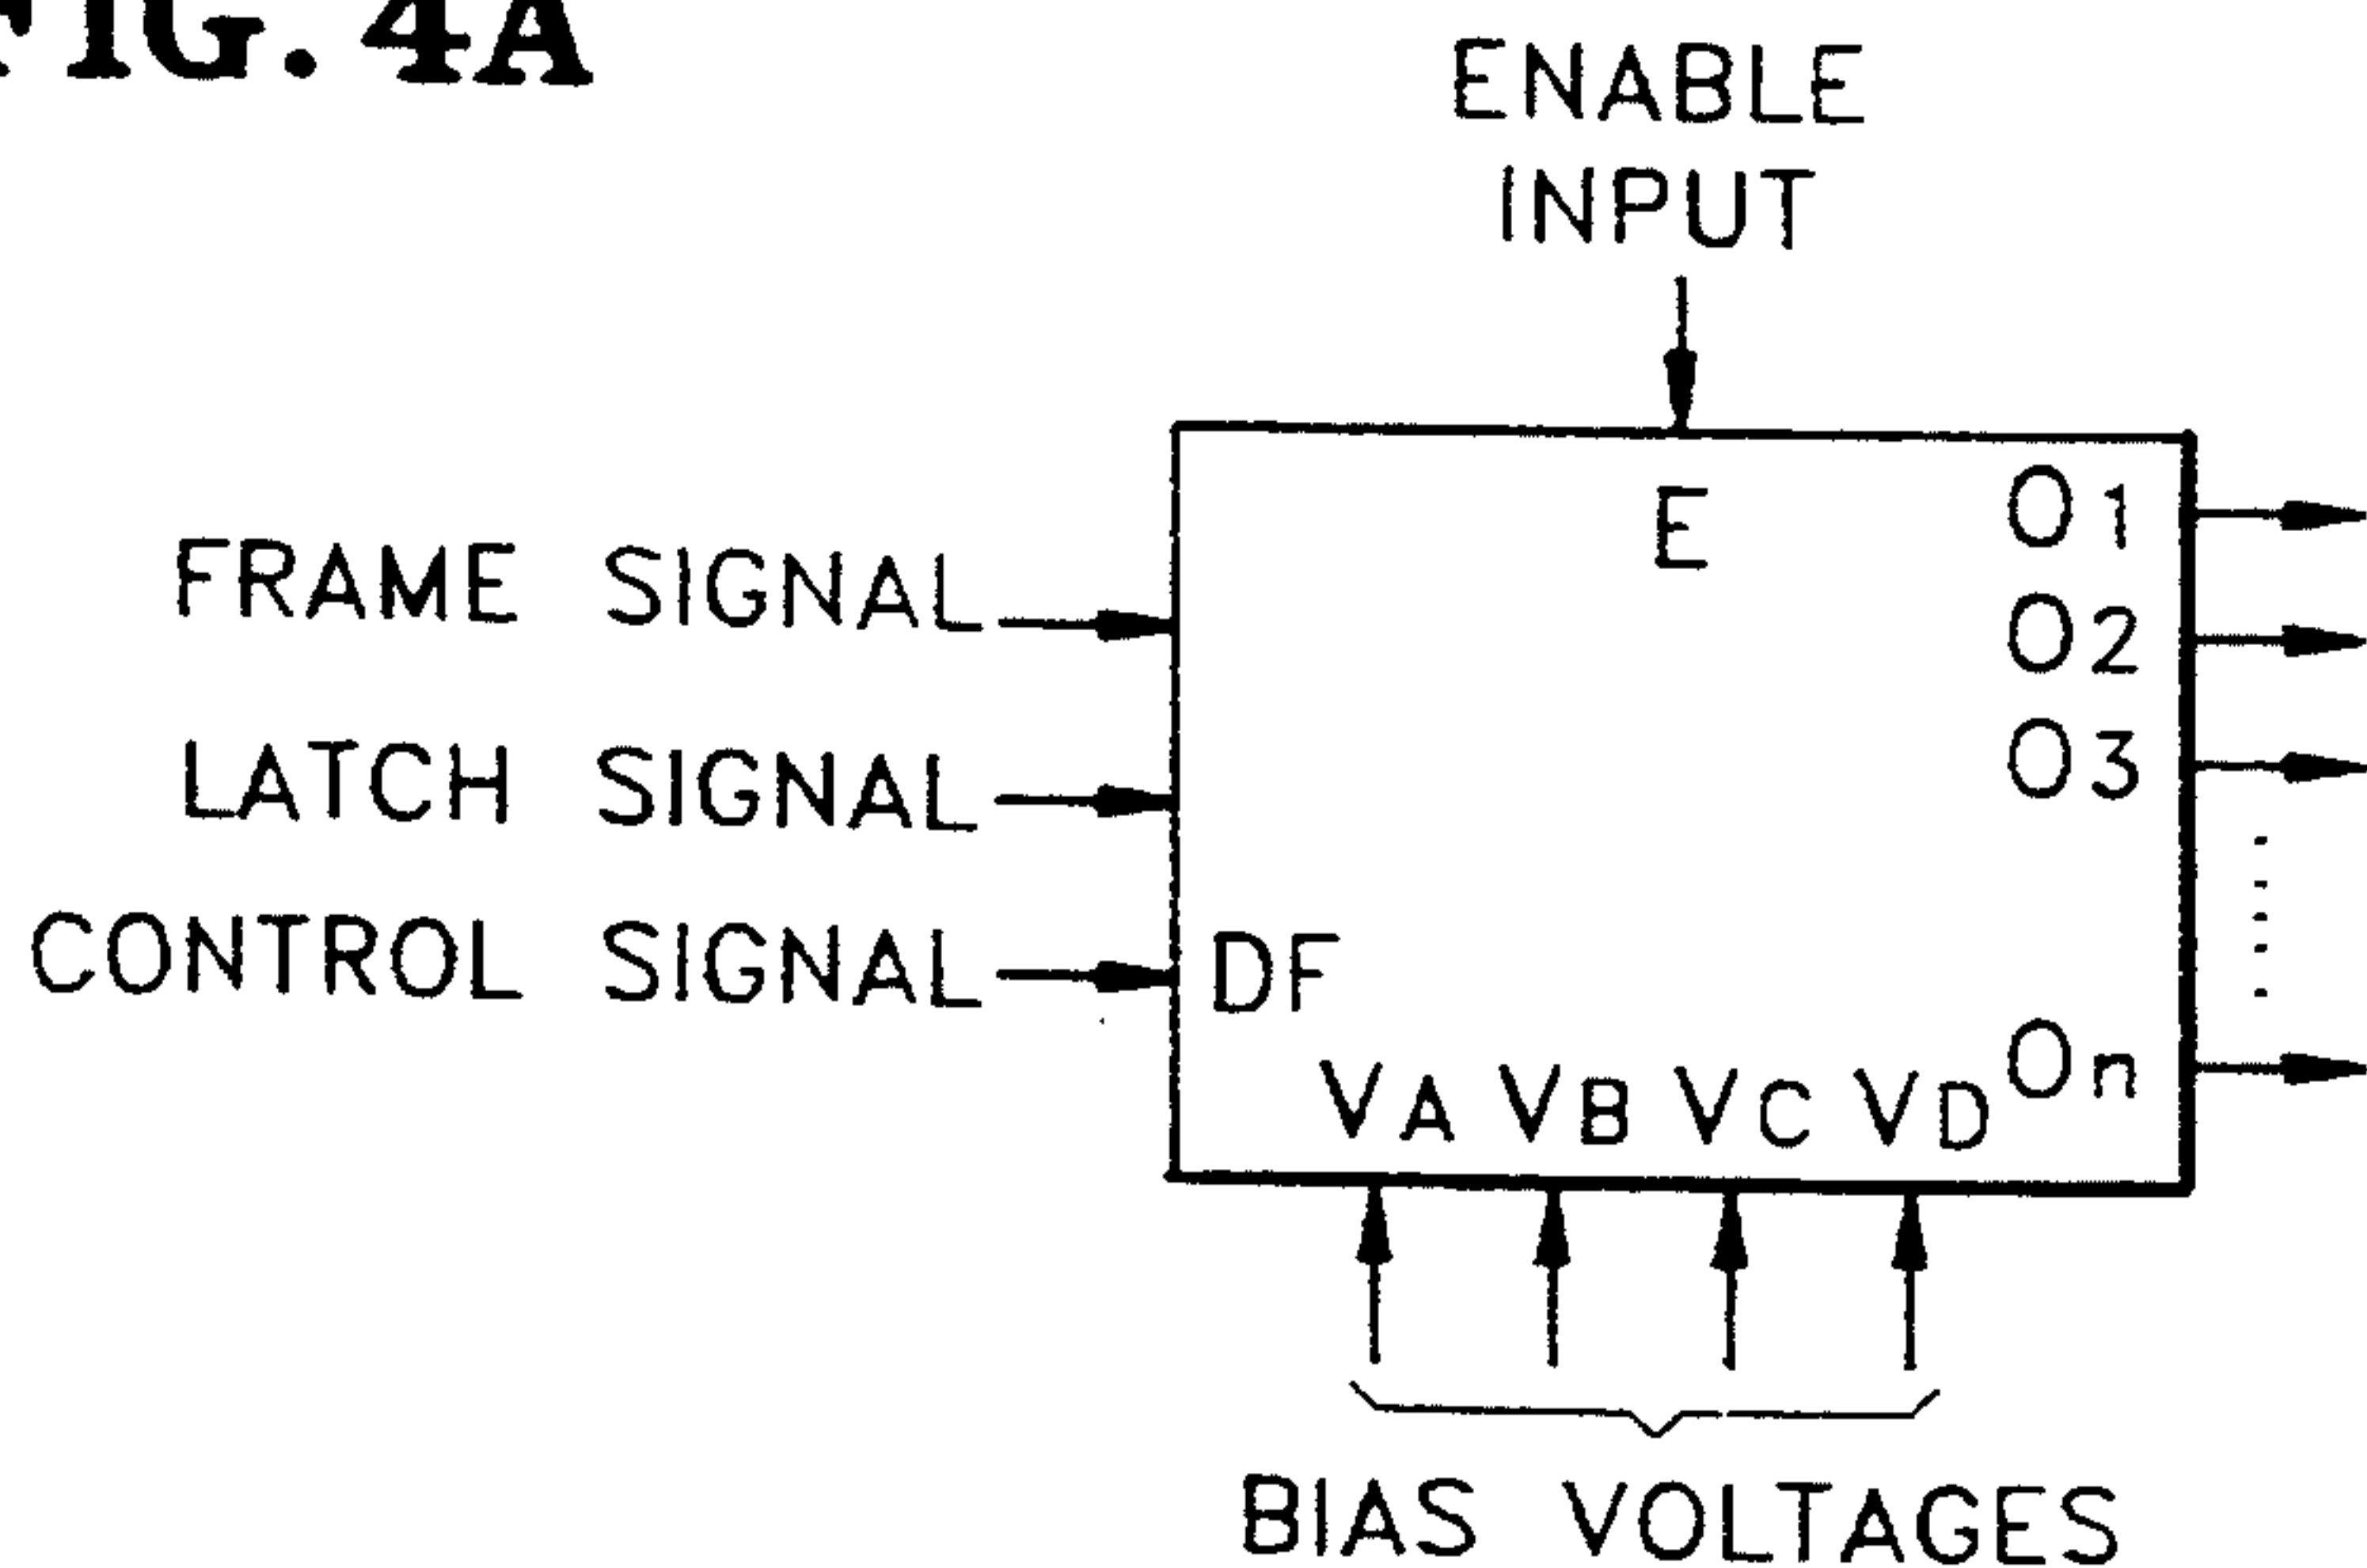 FIG. 4A
ENABLE
INPUT
E
O1
FRAME SIGNAL
O2
LATCH SIGNAL
O3
CONTROL SIGNAL
DF
On
VA VB VC VD
BIAS VOLTAGES